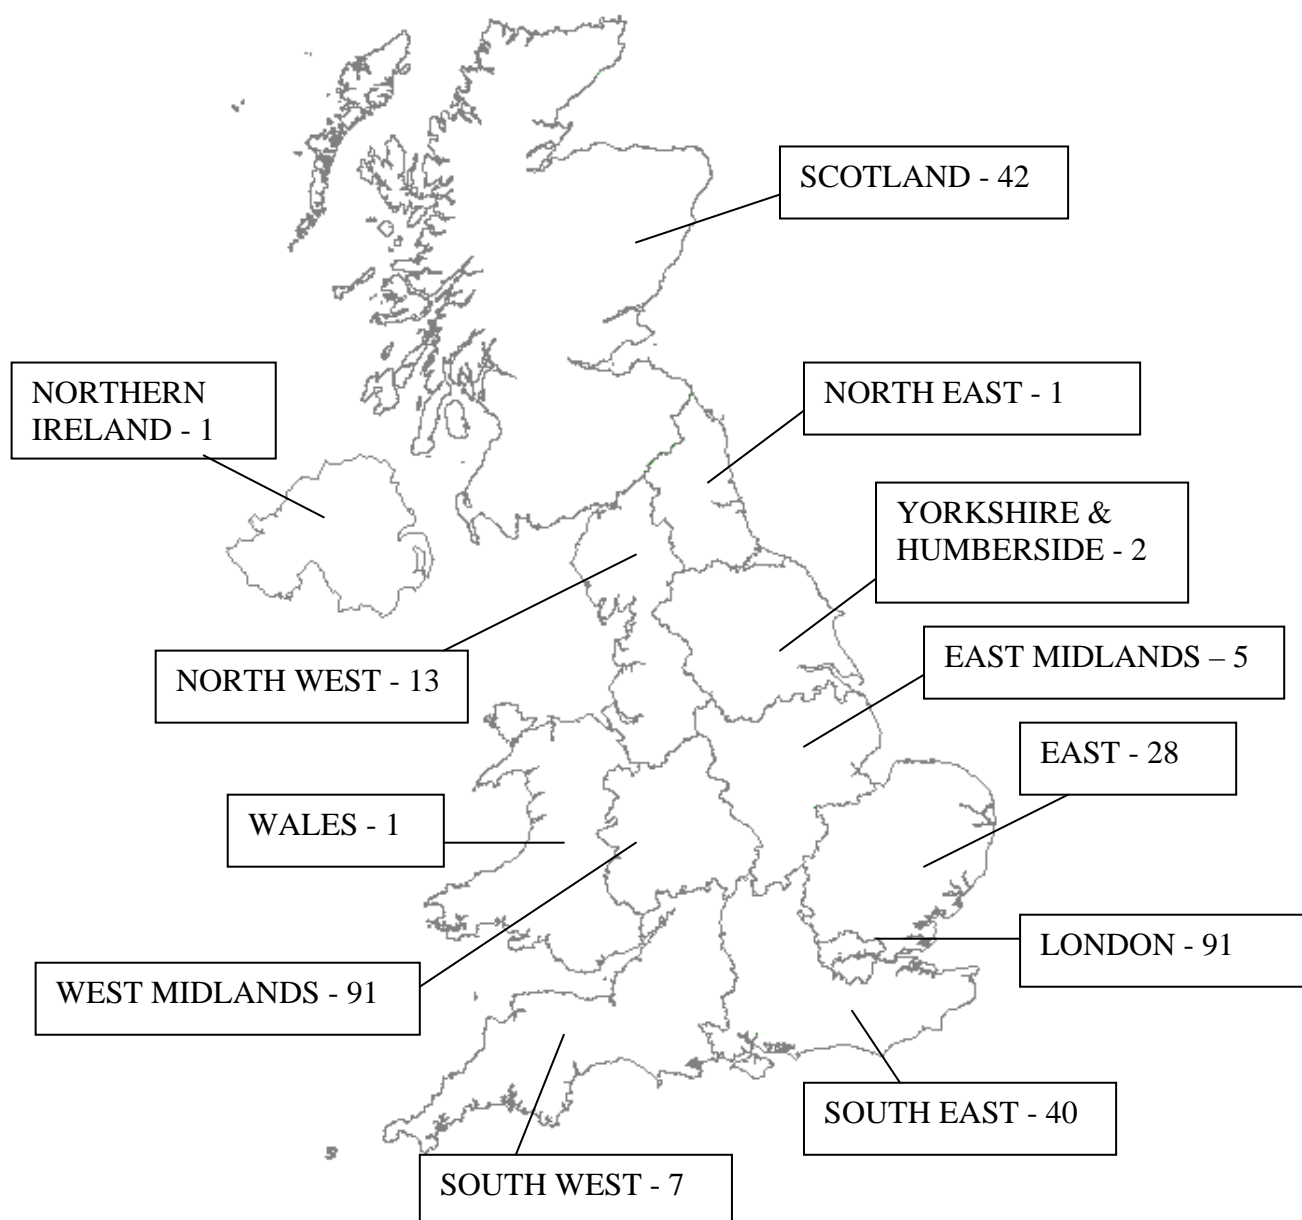 SCOTLAND - 42
NORTHERN
IRELAND - 1
NORTH EAST - 1
YORKSHIRE &
HUMBERSIDE - 2
NORTH WEST - 13
EAST MIDLANDS – 5
EAST - 28
WALES - 1
LONDON - 91
WEST MIDLANDS - 91
SOUTH EAST - 40
SOUTH WEST - 7